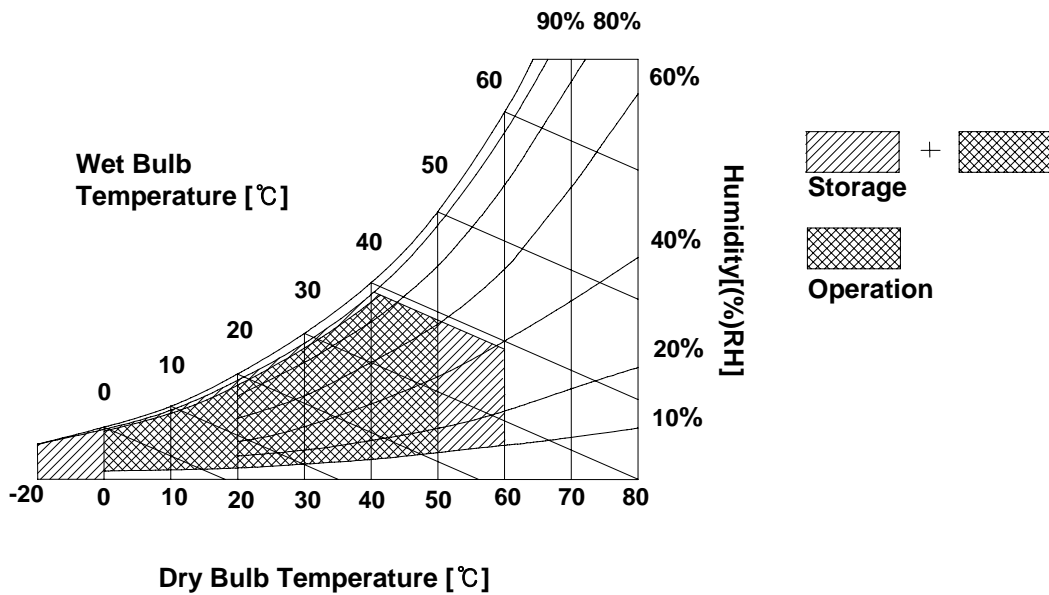 90% 80%
60
60%
Wet Bulb
Temperature [℃]
50
40
30
20
10
0
40%
20%
10%
Humidity[(%)RH]
+
Storage
Operation
-20 0 10 20 30 40 50 60 70 80
Dry Bulb Temperature [℃]